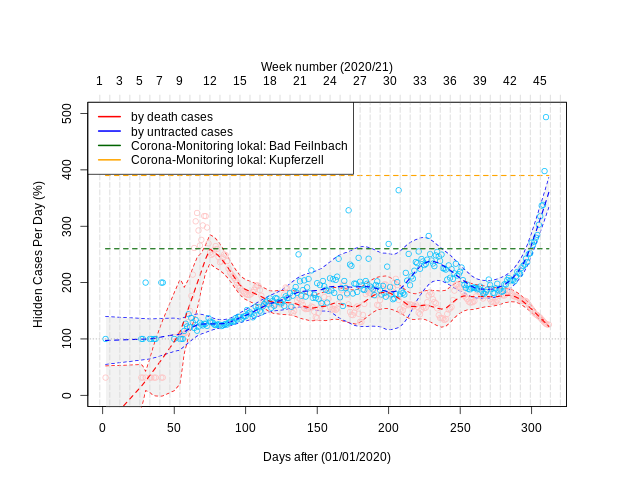 Week number (2020/21)
1 3 5 7 9 12 15 18 21 24 27 30 33 36 39 42 45
by death cases
by untracted cases
Corona-Monitoring lokal: Bad Feilnbach
Corona-Monitoring lokal: Kupferzell
Hidden Cases Per Day (%)
500
400
300
200
100
0
0 50 100 150 200 250 300
Days after (01/01/2020)